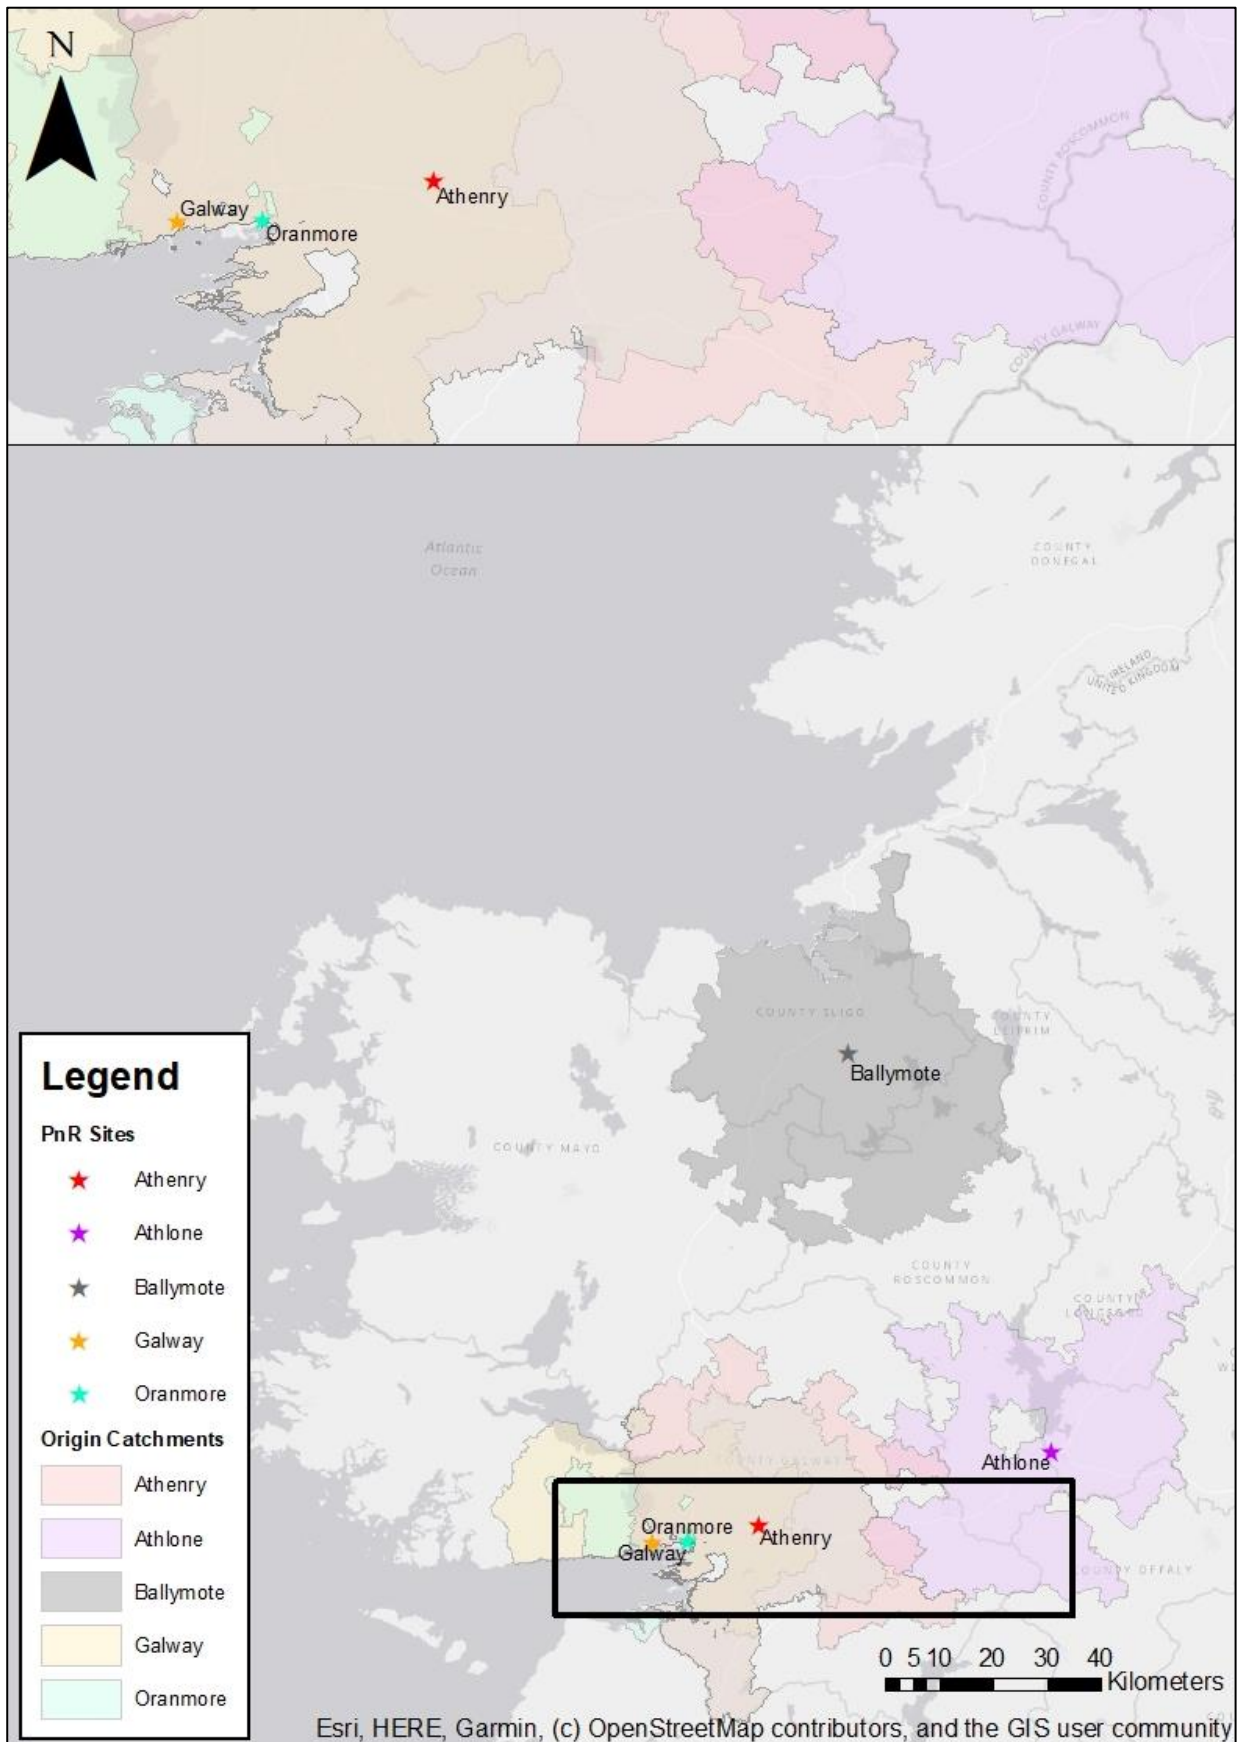 N
COUNTY ROSCOMMON
Galway
Athenry
Oranmore
COUNTY GALWAY
Atlantic
Ocean
COUNTY
DONEGAL
IRELAND
UNITED KINGDOM
COUNTY SLIGO
COUNTY
LEITRIM
Ballymote
COUNTY MAYO
COUNTY
ROSCOMMON
COUNTY
LONGFORD
COUNTY GALWAY
Athlone
Oranmore
Athenry
Galway
COUNTY OFFALY
Legend
PnR Sites
Athenry
Athlone
Ballymote
Galway
Oranmore
Origin Catchments
Athenry
Athlone
Ballymote
Galway
Oranmore
0 5 10 20 30 40
Kilometers
Esri, HERE, Garmin, (c) OpenStreetMap contributors, and the GIS user community